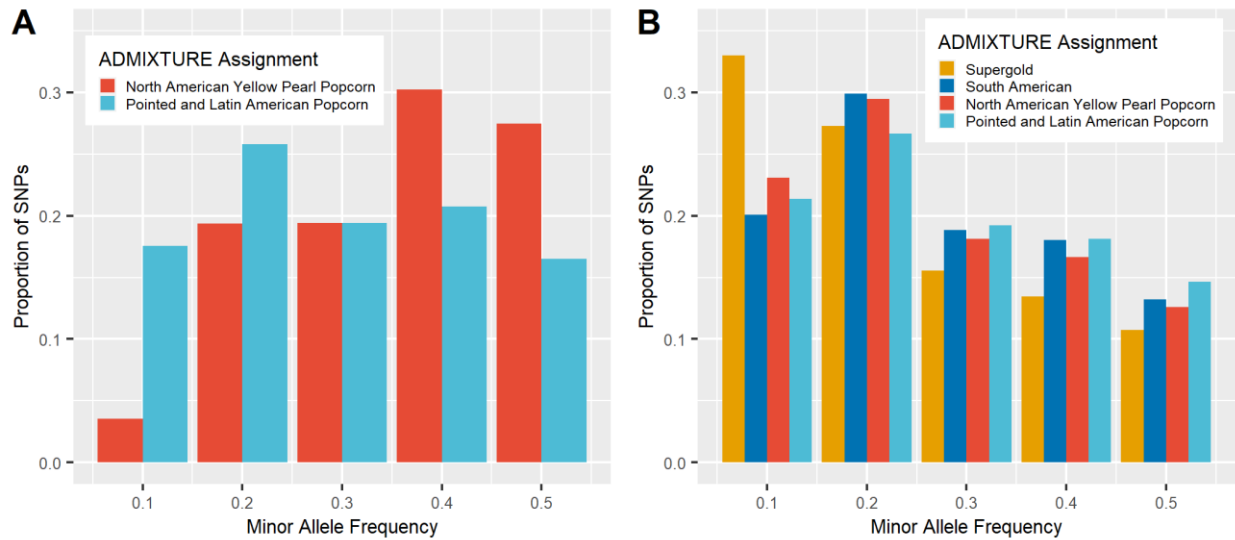 A
ADMIXTURE Assignment
North American Yellow Pearl Popcorn
Pointed and Latin American Popcorn
Proportion of SNPs
0.3
0.2
0.1
0.0
0.1 0.2 0.3 0.4 0.5
Minor Allele Frequency
B
ADMIXTURE Assignment
Supergold
South American
North American Yellow Pearl Popcorn
Pointed and Latin American Popcorn
Proportion of SNPs
0.3
0.2
0.1
0.0
0.1 0.2 0.3 0.4 0.5
Minor Allele Frequency